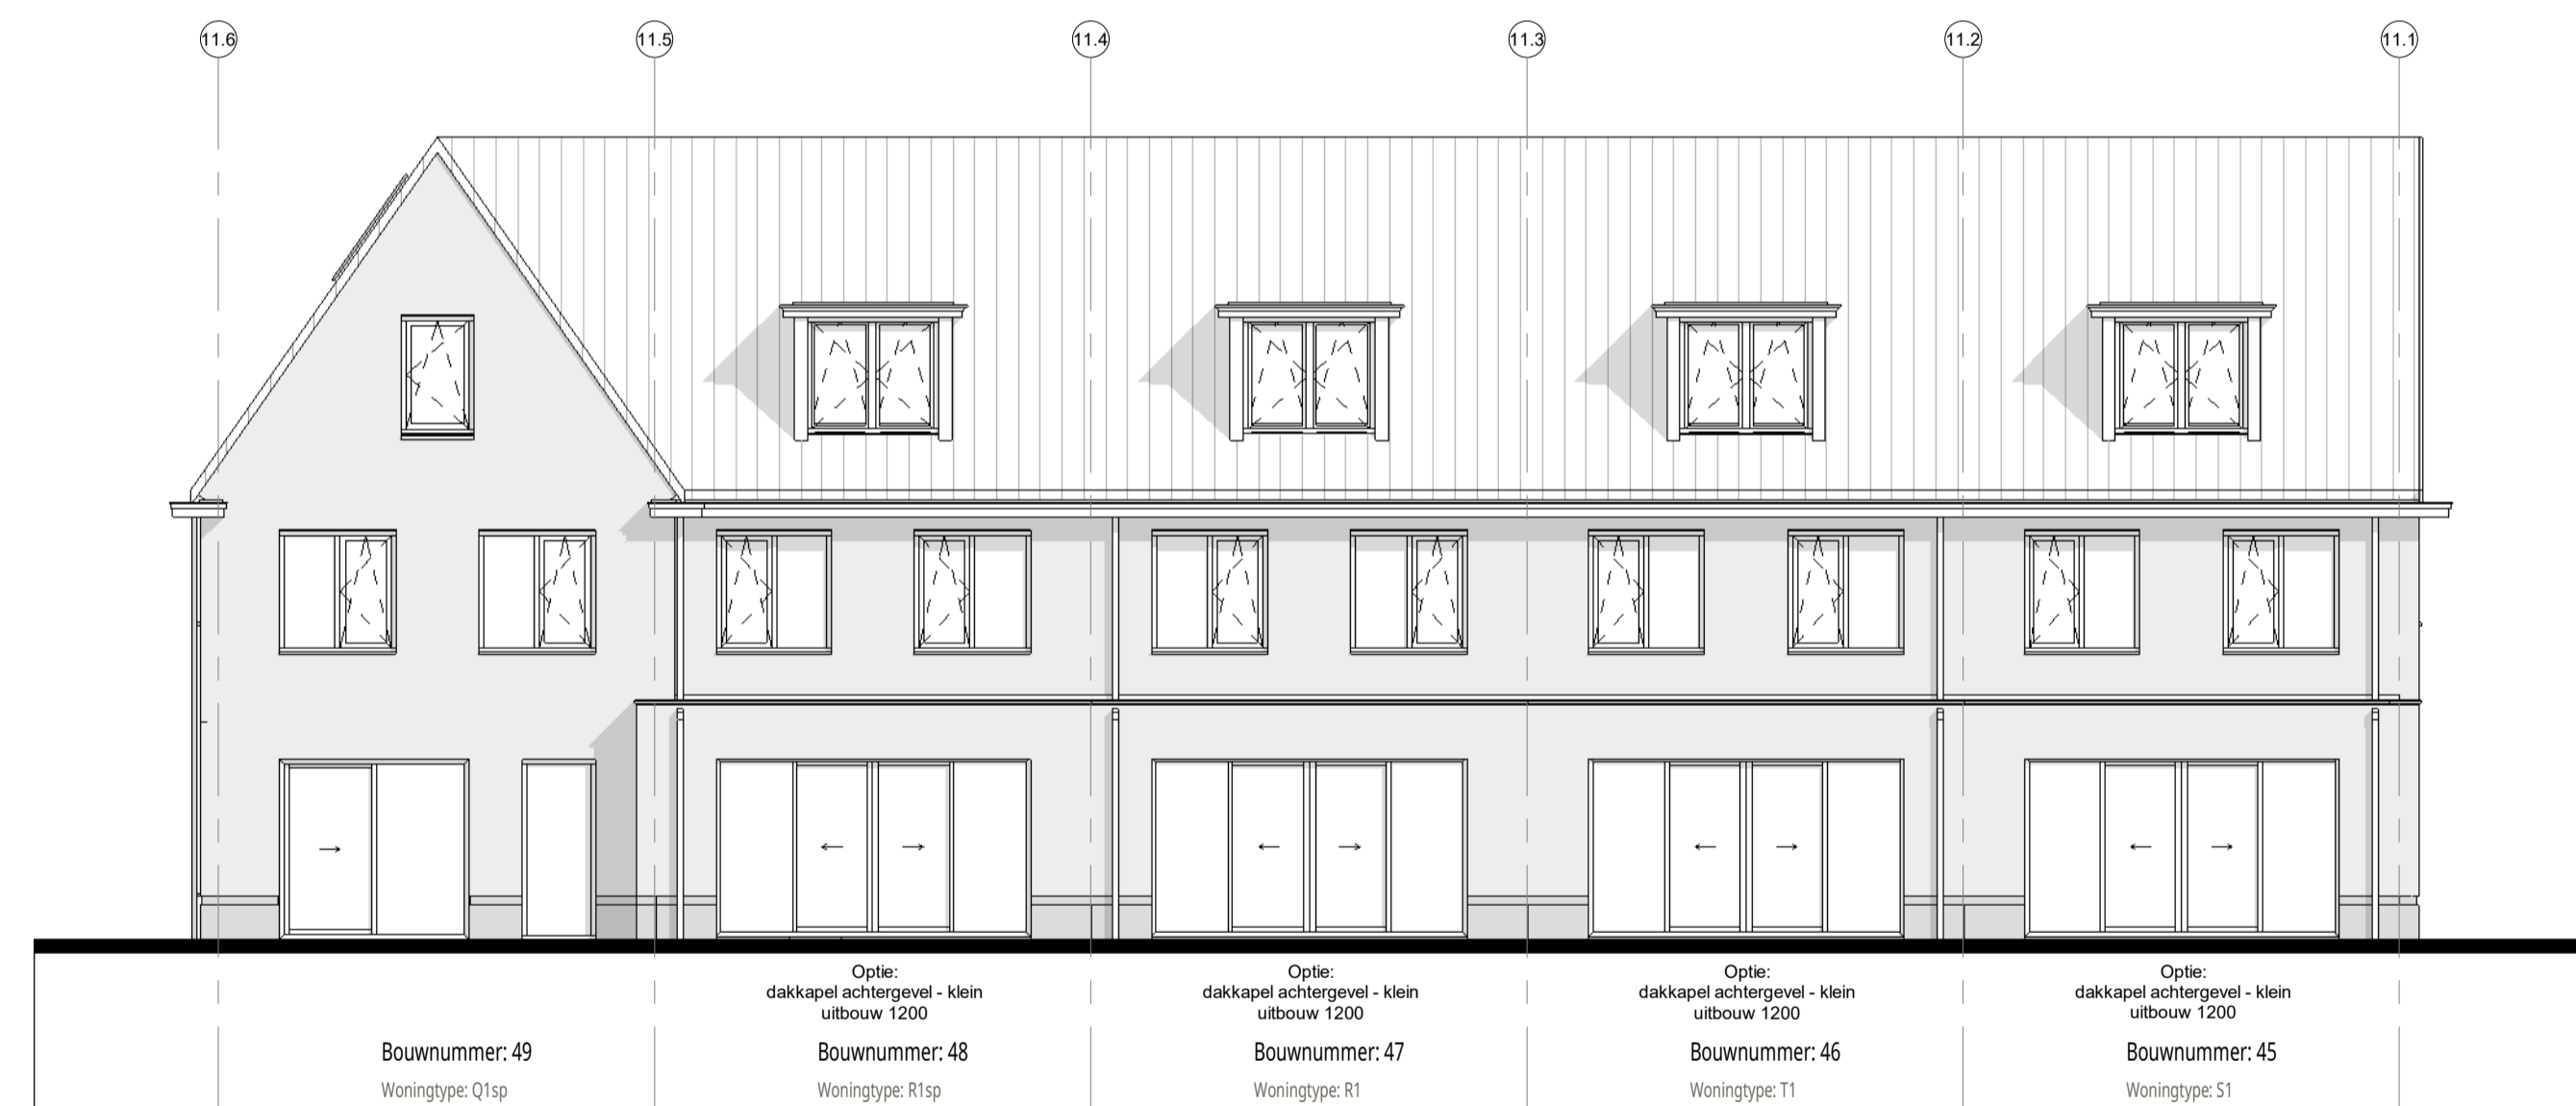 11.6
11.5
11.4
11.3
11.2
11.1
Optie:
dakkapel achtergevel - klein
uitbouw 1200
Optie:
dakkapel achtergevel - klein
uitbouw 1200
Optie:
dakkapel achtergevel - klein
uitbouw 1200
Optie:
dakkapel achtergevel - klein
uitbouw 1200
Bouwnummer: 49
Woningtype: Q1sp
Bouwnummer: 48
Woningtype: R1sp
Bouwnummer: 47
Woningtype: R1
Bouwnummer: 46
Woningtype: T1
Bouwnummer: 45
Woningtype: S1